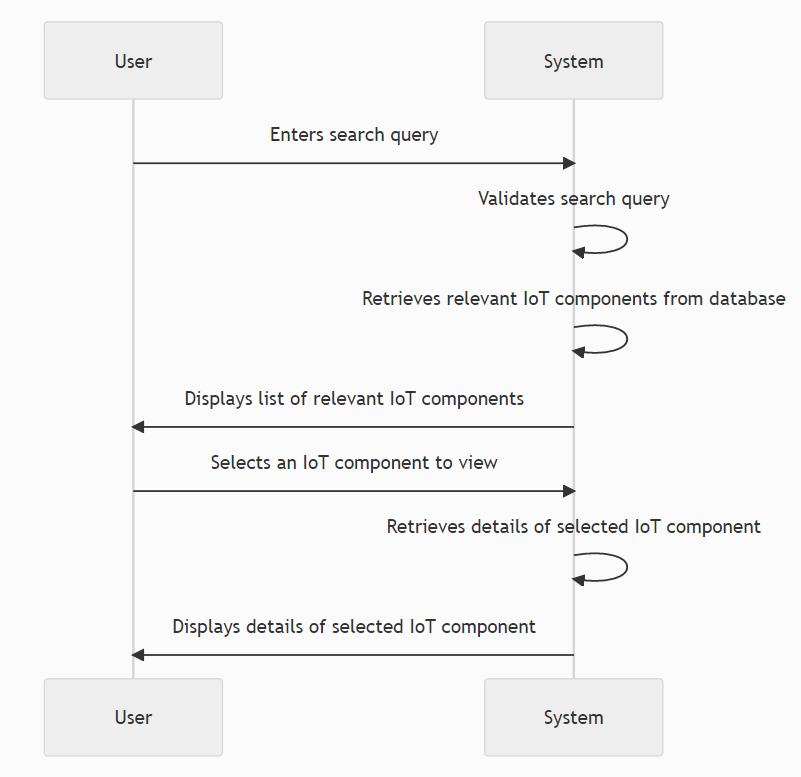 User
System
Enters search query
Validates search query
Retrieves relevant IoT components from database
Displays list of relevant IoT components
Selects an IoT component to view
Retrieves details of selected IoT component
Displays details of selected IoT component
User
System